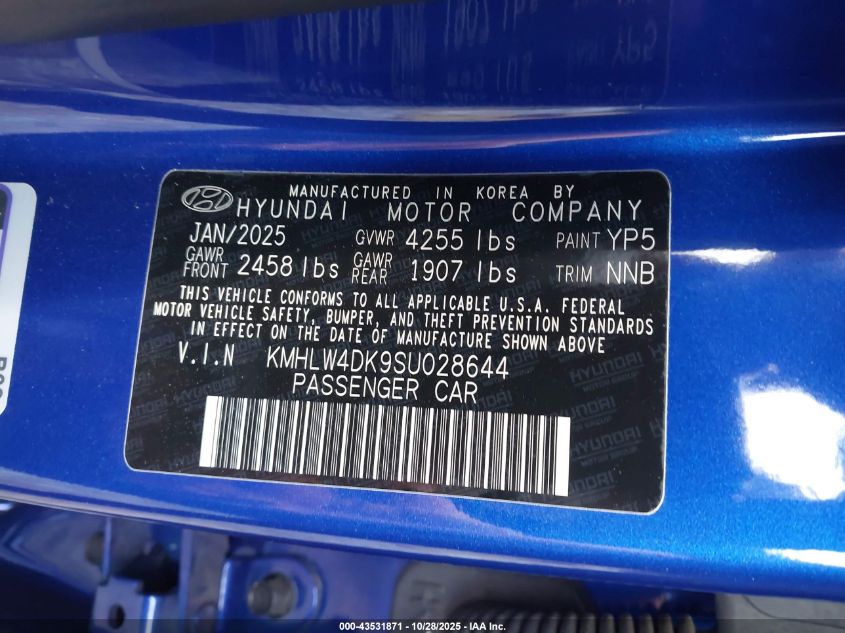 MANUFACTURED IN KOREA BY
HYUNDAI MOTOR COMPANY
JAN/2025 GVWR 4255 lbs PAINT YP5
GAWR FRONT 2458 lbs GAWR REAR 1907 lbs TRIM NNB
THIS VEHICLE CONFORMS TO ALL APPLICABLE U.S.A. FEDERAL
MOTOR VEHICLE SAFETY, BUMPER, AND THEFT PREVENTION STANDARDS
IN EFFECT ON THE DATE OF MANUFACTURE SHOWN ABOVE
V.I.N KMHLW4DK9SU028644
PASSENGER CAR
HYUNDAI
MOTOR GROUP
000-43531871 - 10/28/2025 - IAA Inc.